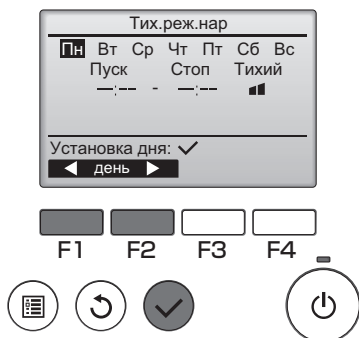 Тих.реж.нар
Пн Вт Ср Чт Пт Сб Вс
Пуск Стоп Тихий
--:-- - --:--
Установка дня: ✓
◀ день ▶
F1 F2 F3 F4